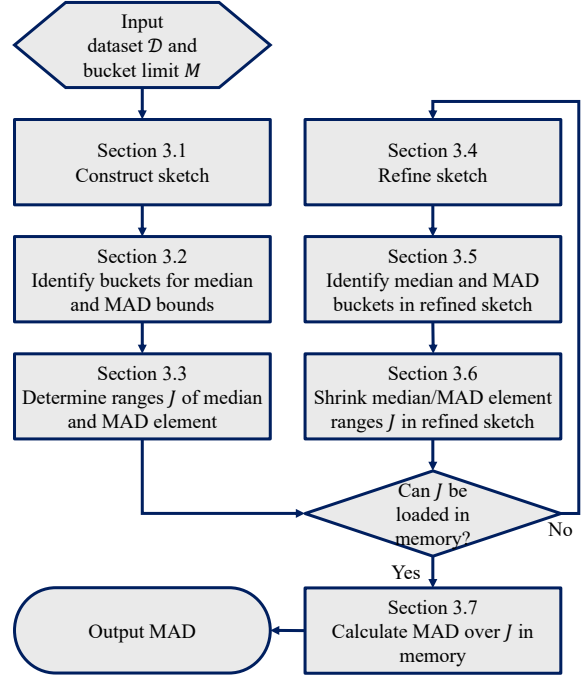 Input
dataset 𝒟 and
bucket limit 𝑀
Section 3.1
Construct sketch
Section 3.2
Identify buckets for median
and MAD bounds
Section 3.3
Determine ranges 𝐽 of median
and MAD element
Section 3.4
Refine sketch
Section 3.5
Identify median and MAD
buckets in refined sketch
Section 3.6
Shrink median/MAD element
ranges 𝐽 in refined sketch
Can 𝐽 be
loaded in
memory?
No
Yes
Section 3.7
Calculate MAD over 𝐽 in
memory
Output MAD